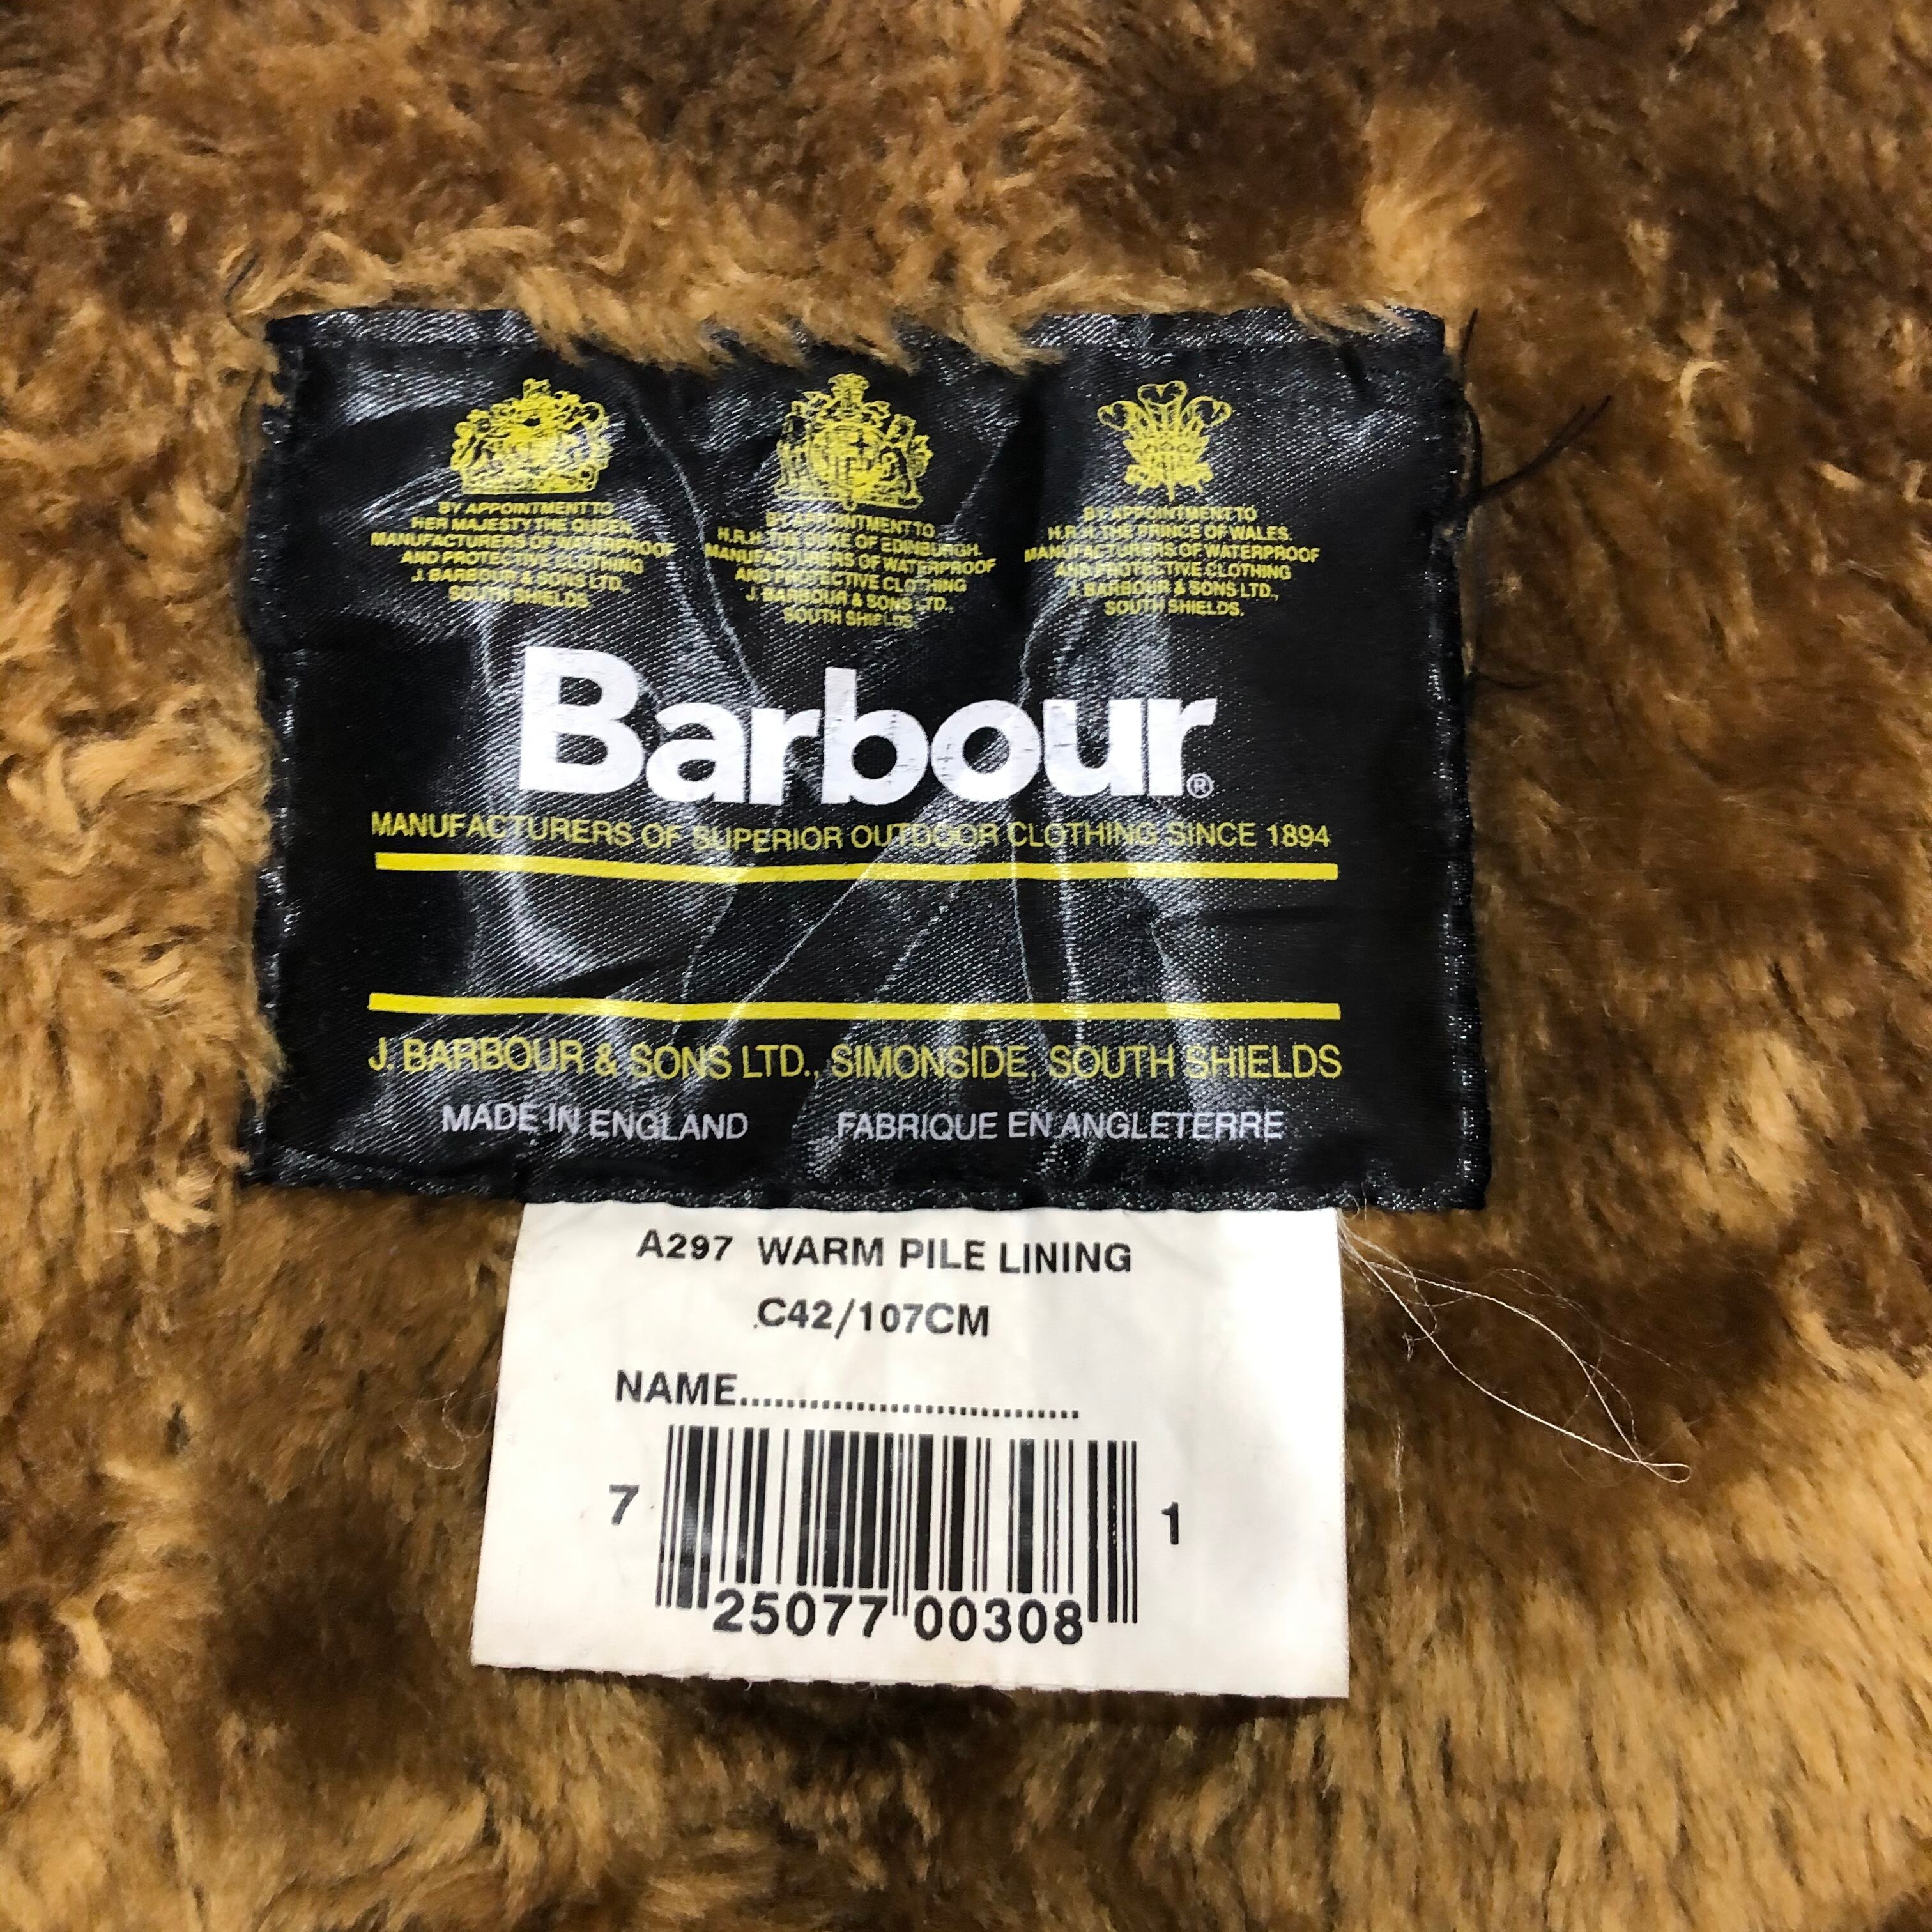 BY APPOINTMENT TO
HER MAJESTY THE QUEEN.
MANUFACTURERS OF WATERPROOF
AND PROTECTIVE CLOTHING
J. BARBOUR & SONS LTD.,
SOUTH SHIELDS.
BY APPOINTMENT TO
H.R.H. THE DUKE OF EDINBURGH.
MANUFACTURERS OF WATERPROOF
AND PROTECTIVE CLOTHING
J. BARBOUR & SONS LTD.,
SOUTH SHIELDS.
BY APPOINTMENT TO
H.R.H. THE PRINCE OF WALES.
MANUFACTURERS OF WATERPROOF
AND PROTECTIVE CLOTHING
J. BARBOUR & SONS LTD.,
SOUTH SHIELDS.
Barbour®
MANUFACTURERS OF SUPERIOR OUTDOOR CLOTHING SINCE 1894
J. BARBOUR & SONS LTD., SIMONSIDE, SOUTH SHIELDS
MADE IN ENGLAND FABRIQUE EN ANGLETERRE
A297 WARM PILE LINING
C42/107CM
NAME..............................
7 25077 00308 1